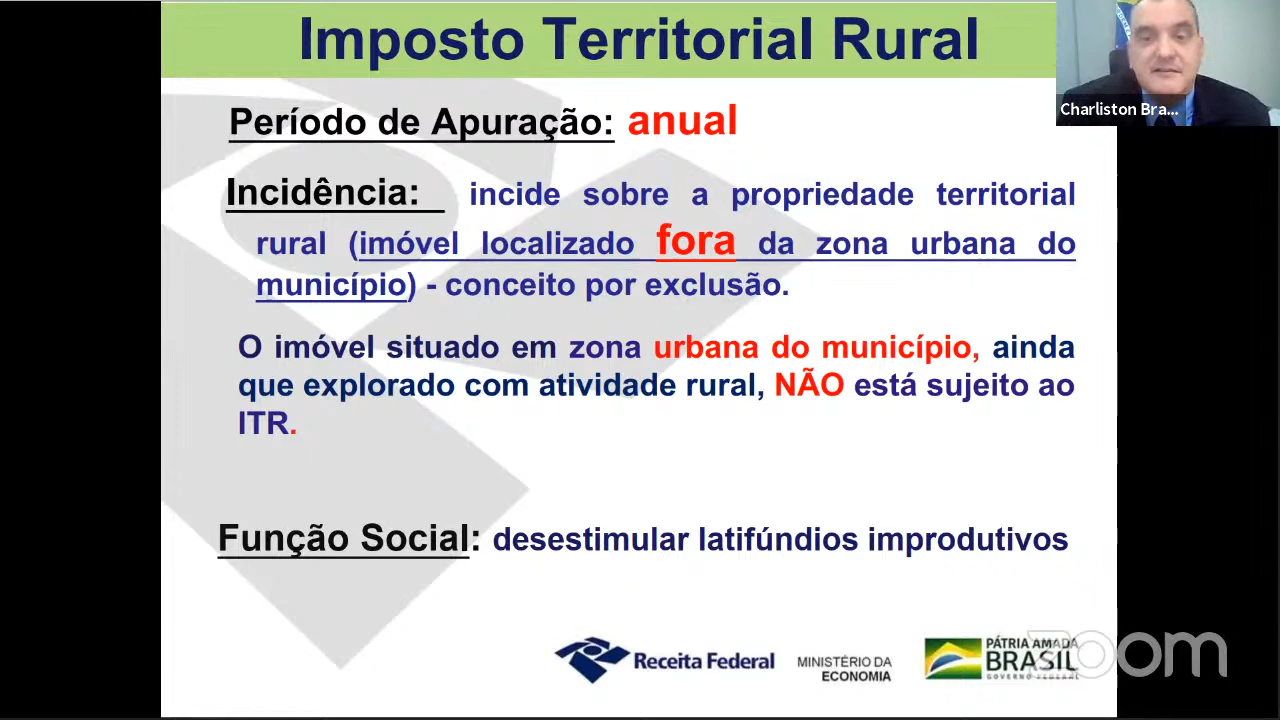 Imposto Territorial Rural
Charliston Bra...
Período de Apuração: anual
Incidência: incide sobre a propriedade territorial
rural (imóvel localizado fora da zona urbana do
município) - conceito por exclusão.
O imóvel situado em zona urbana do município, ainda
que explorado com atividade rural, NÃO está sujeito ao
ITR.
Função Social: desestimular latifúndios improdutivos
Receita Federal
MINISTÉRIO DA
ECONOMIA
PÁTRIA AMADA
BRASIL
GOVERNO FEDERAL
zoom